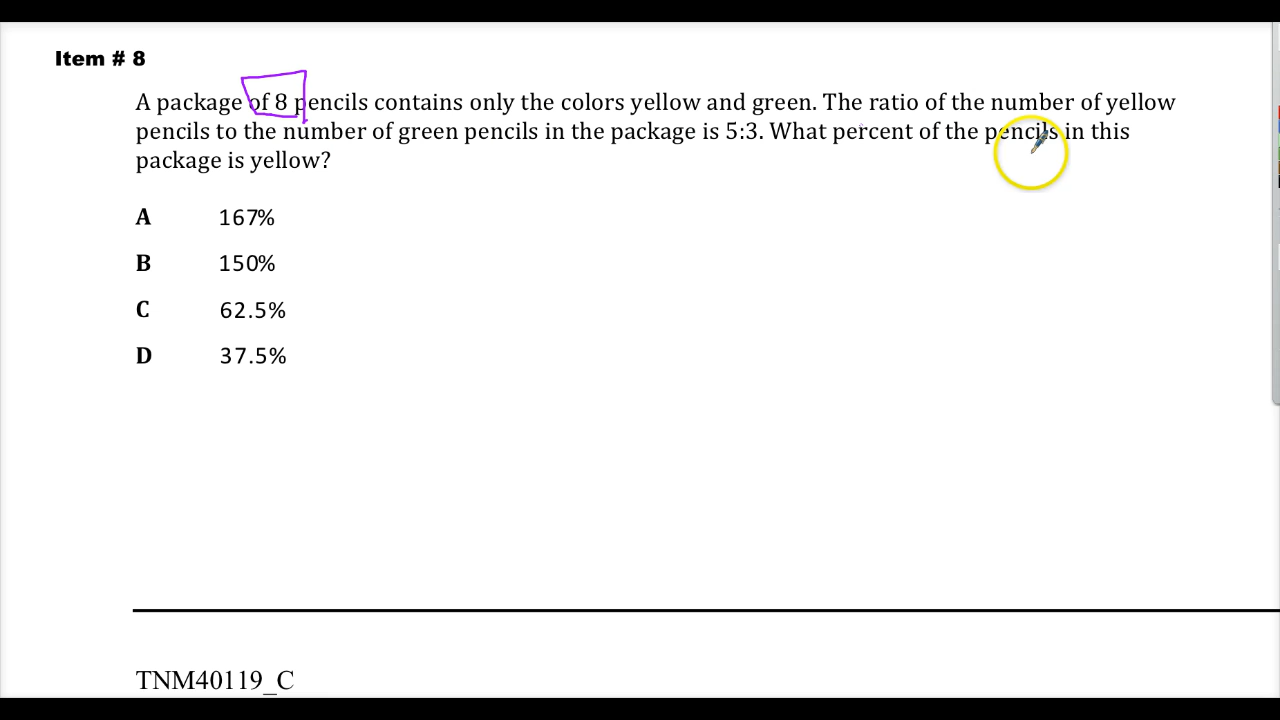 Item # 8
A package of 8 pencils contains only the colors yellow and green. The ratio of the number of yellow
pencils to the number of green pencils in the package is 5:3. What percent of the pencils in this
package is yellow?
A 167%
B 150%
C 62.5%
D 37.5%
TNM40119_C